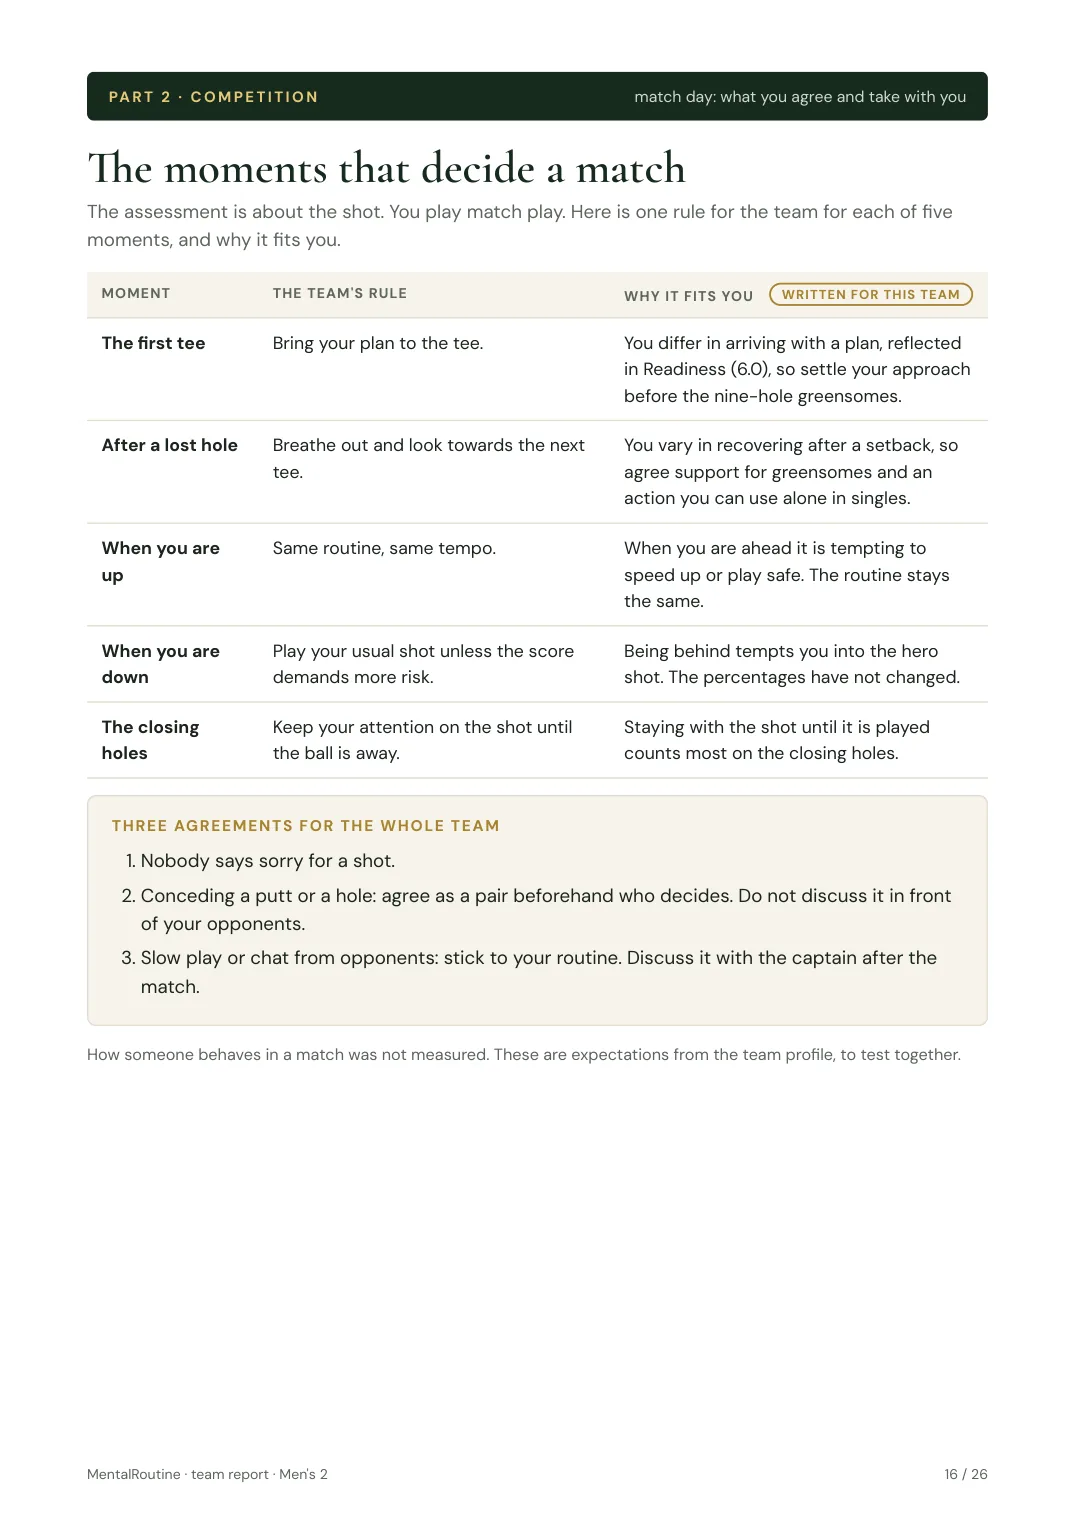 PART 2 · COMPETITION
match day: what you agree and take with you
The moments that decide a match
The assessment is about the shot. You play match play. Here is one rule for the team for each of five
moments, and why it fits you.
MOMENT
THE TEAM'S RULE
WHY IT FITS YOU
WRITTEN FOR THIS TEAM
The first tee
Bring your plan to the tee.
You differ in arriving with a plan, reflected
in Readiness (6.0), so settle your approach
before the nine-hole greensomes.
After a lost hole
Breathe out and look towards the next
tee.
You vary in recovering after a setback, so
agree support for greensomes and an
action you can use alone in singles.
When you are
up
Same routine, same tempo.
When you are ahead it is tempting to
speed up or play safe. The routine stays
the same.
When you are
down
Play your usual shot unless the score
demands more risk.
Being behind tempts you into the hero
shot. The percentages have not changed.
The closing
holes
Keep your attention on the shot until
the ball is away.
Staying with the shot until it is played
counts most on the closing holes.
THREE AGREEMENTS FOR THE WHOLE TEAM
1. Nobody says sorry for a shot.
2. Conceding a putt or a hole: agree as a pair beforehand who decides. Do not discuss it in front
of your opponents.
3. Slow play or chat from opponents: stick to your routine. Discuss it with the captain after the
match.
How someone behaves in a match was not measured. These are expectations from the team profile, to test together.
MentalRoutine · team report · Men's 2
16 / 26